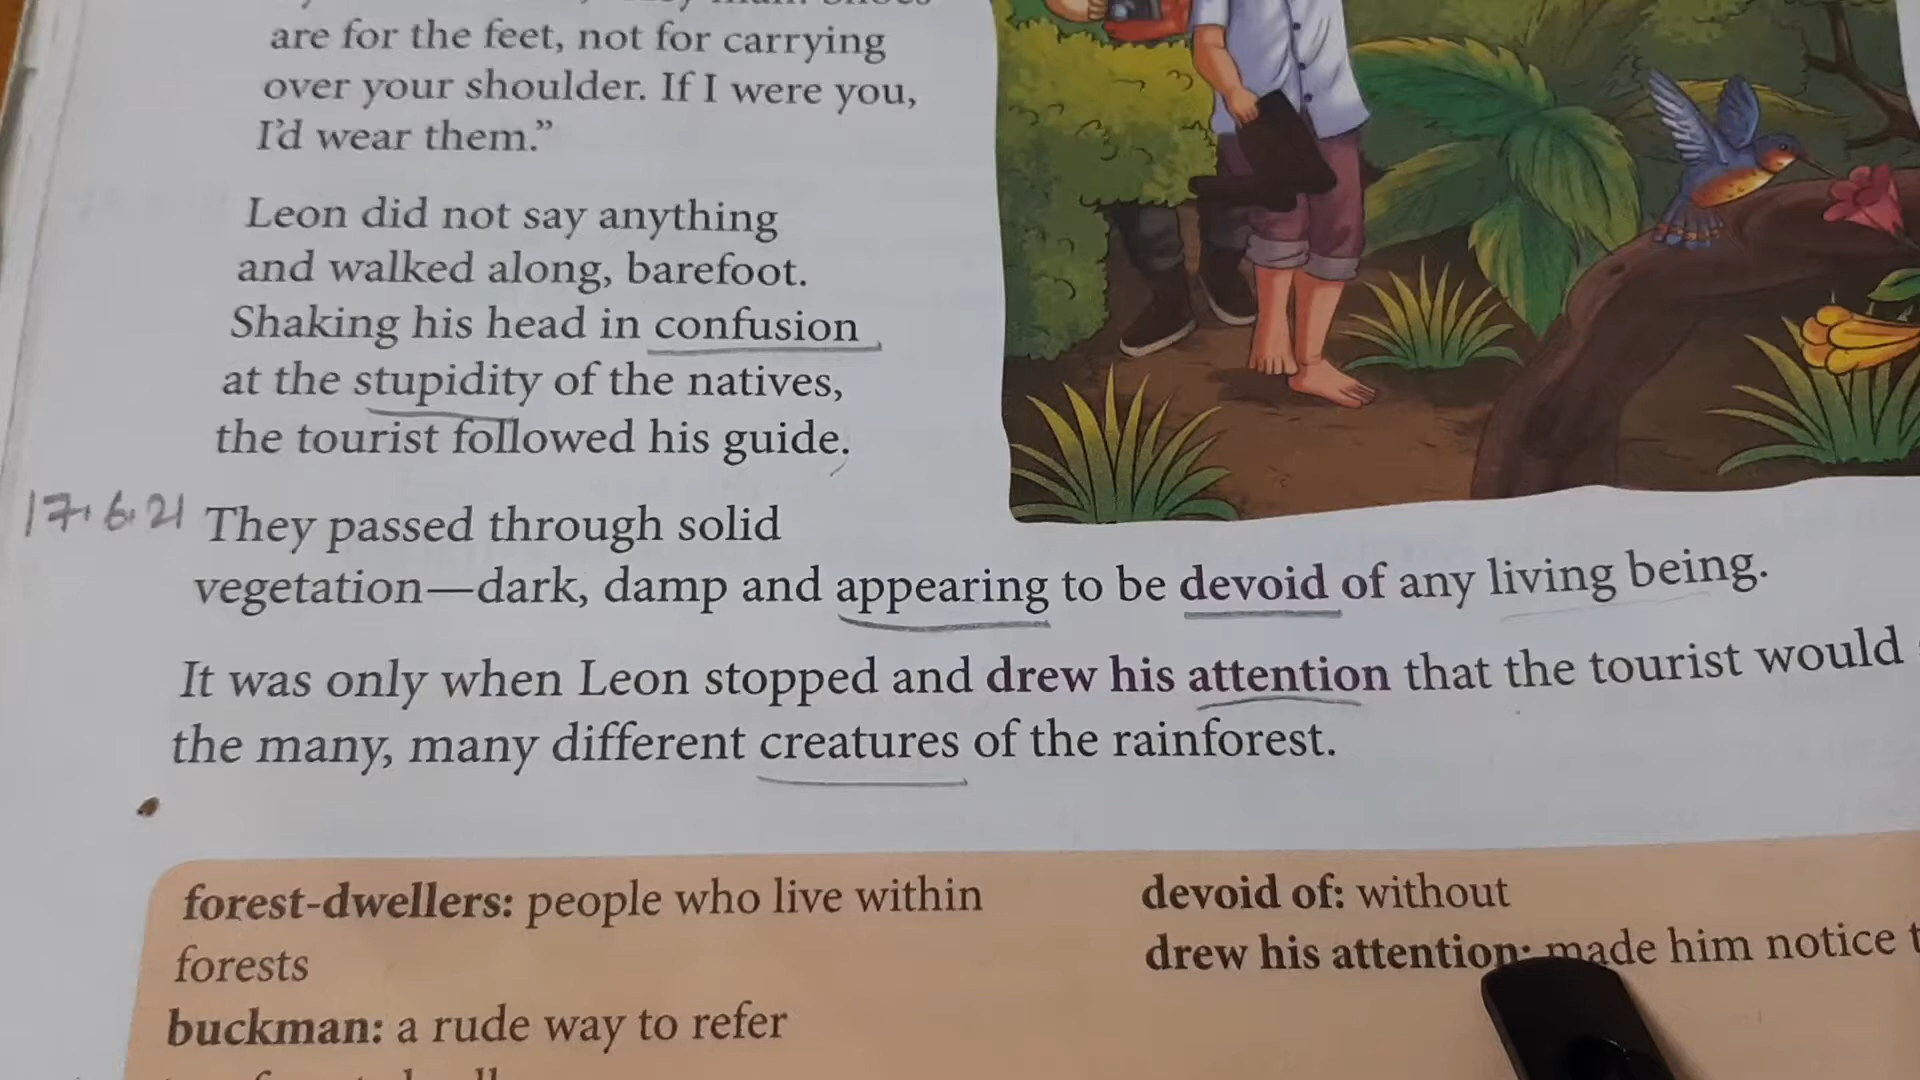 are for the feet, not for carrying
over your shoulder. If I were you,
I'd wear them.”
Leon did not say anything
and walked along, barefoot.
Shaking his head in confusion
at the stupidity of the natives,
the tourist followed his guide.
17.6.21
They passed through solid
vegetation—dark, damp and appearing to be devoid of any living being.
It was only when Leon stopped and drew his attention that the tourist would
the many, many different creatures of the rainforest.
forest-dwellers: people who live within
forests
buckman: a rude way to refer
devoid of: without
drew his attention: made him notice